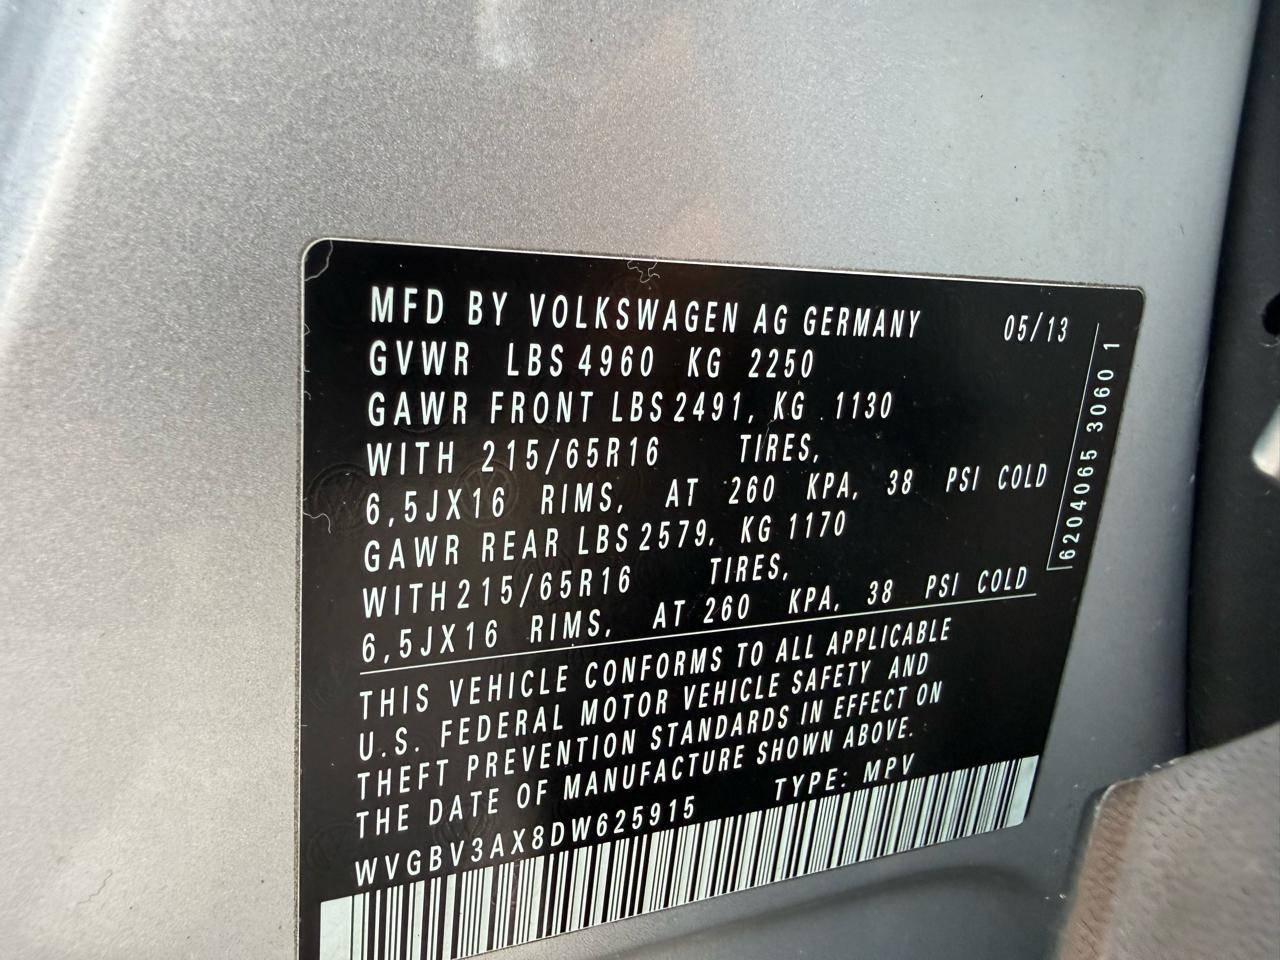 MFD BY VOLKSWAGEN AG GERMANY 05/13
GVWR LBS 4960 KG 2250
GAWR FRONT LBS 2491, KG 1130
WITH 215/65R16 TIRES,
6,5JX16 RIMS, AT 260 KPA, 38 PSI COLD
GAWR REAR LBS 2579, KG 1170
WITH 215/65R16 TIRES,
6,5JX16 RIMS, AT 260 KPA, 38 PSI COLD
THIS VEHICLE CONFORMS TO ALL APPLICABLE
U.S. FEDERAL MOTOR VEHICLE SAFETY AND
THEFT PREVENTION STANDARDS IN EFFECT ON
THE DATE OF MANUFACTURE SHOWN ABOVE.
WVGBV3AX8DW625915 TYPE: MPV
6204065 3060 1